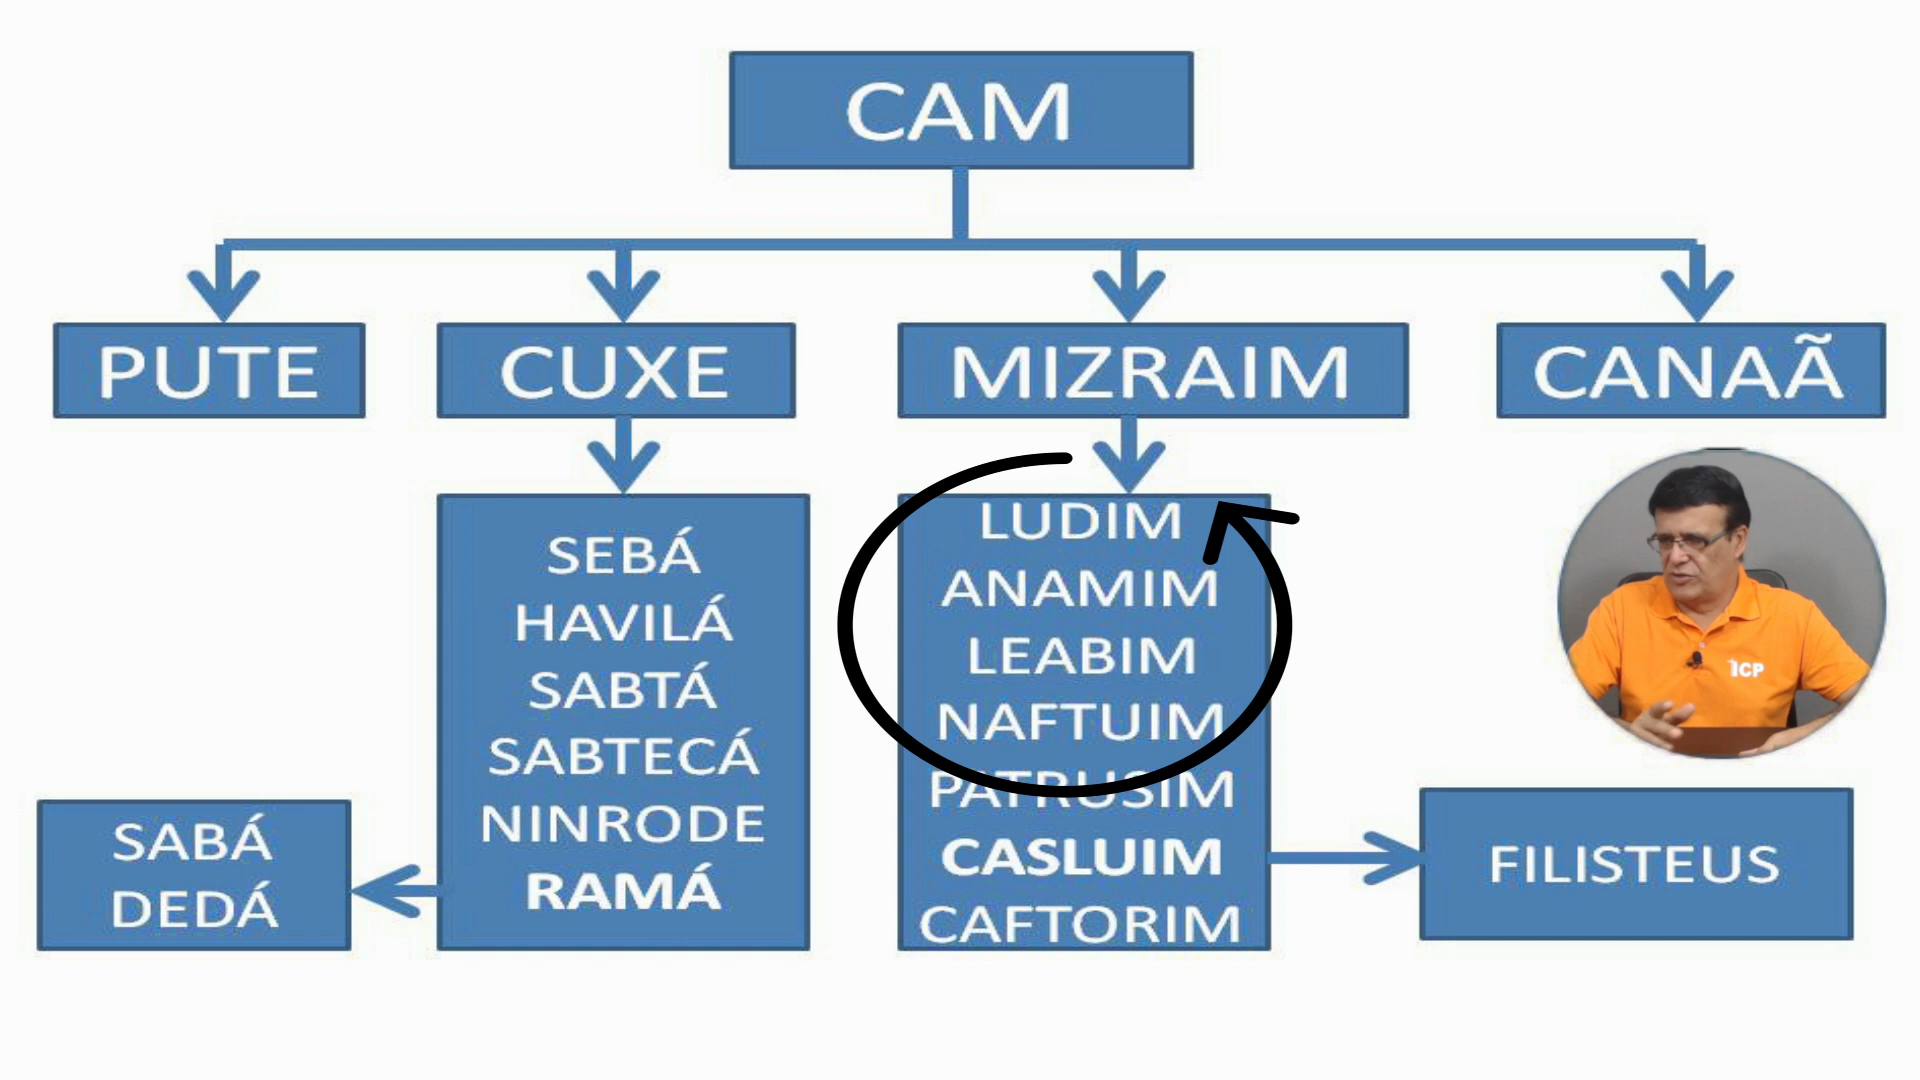 CAM
PUTE
CUXE
MIZRAIM
CANAÃ
SEBÁ
HAVILÁ
SABTÁ
SABTECÁ
NINRODE
RAMÁ
SABÁ
DEDÁ
LUDIM
ANAMIM
LEABIM
NAFTUIM
PATRUSIM
CASLUIM
CAFTORIM
FILISTEUS
ICP